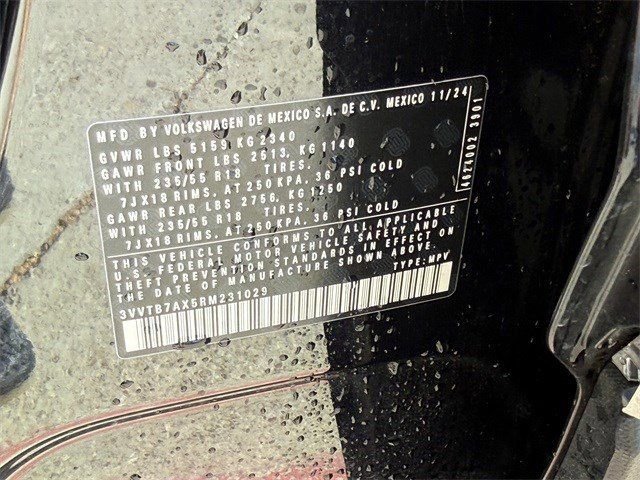 MFD. BY VOLKSWAGEN DE MEXICO S.A. DE C.V. MEXICO 11/24
GVWR LBS 5159, KG 2340
GAWR FRONT LBS 2513, KG 1140
WITH 235/55 R18 TIRES,
7JX18 RIMS, AT 250 KPA, 36 PSI COLD
GAWR REAR LBS 2756, KG 1250
WITH 235/55 R18 TIRES,
7JX18 RIMS, AT 250 KPA, 36 PSI COLD
THIS VEHICLE CONFORMS TO ALL APPLICABLE
U.S. FEDERAL MOTOR VEHICLE SAFETY AND
THEFT PREVENTION STANDARDS IN EFFECT ON
THE DATE OF MANUFACTURE SHOWN ABOVE.
3VVTB7AX5RM231029 TYPE: MPV